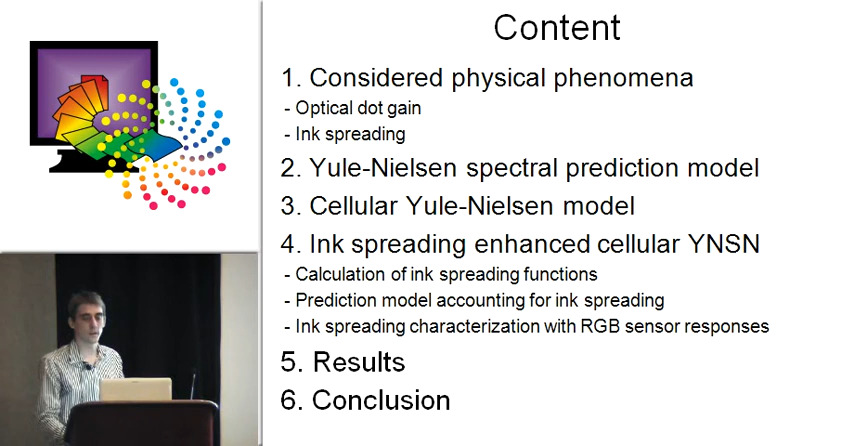 Content
1. Considered physical phenomena
- Optical dot gain
- Ink spreading
2. Yule-Nielsen spectral prediction model
3. Cellular Yule-Nielsen model
4. Ink spreading enhanced cellular YNSN
- Calculation of ink spreading functions
- Prediction model accounting for ink spreading
- Ink spreading characterization with RGB sensor responses
5. Results
6. Conclusion